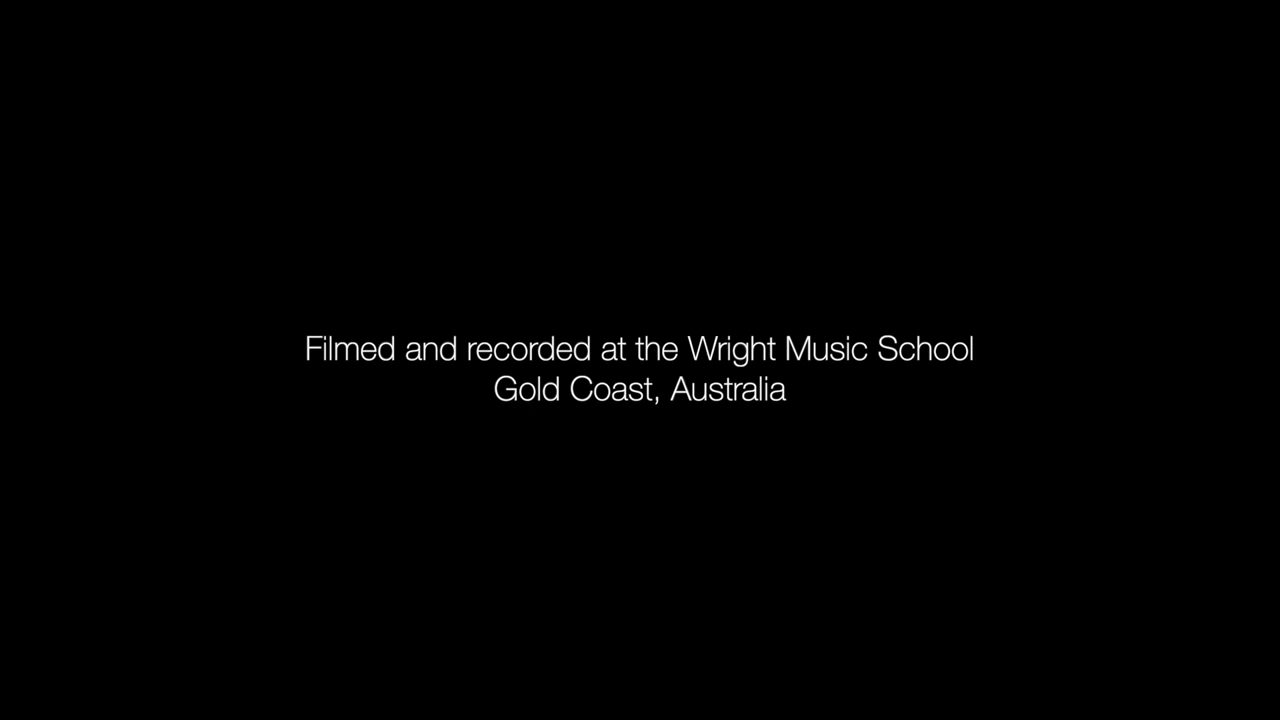 Filmed and recorded at the Wright Music School
Gold Coast, Australia